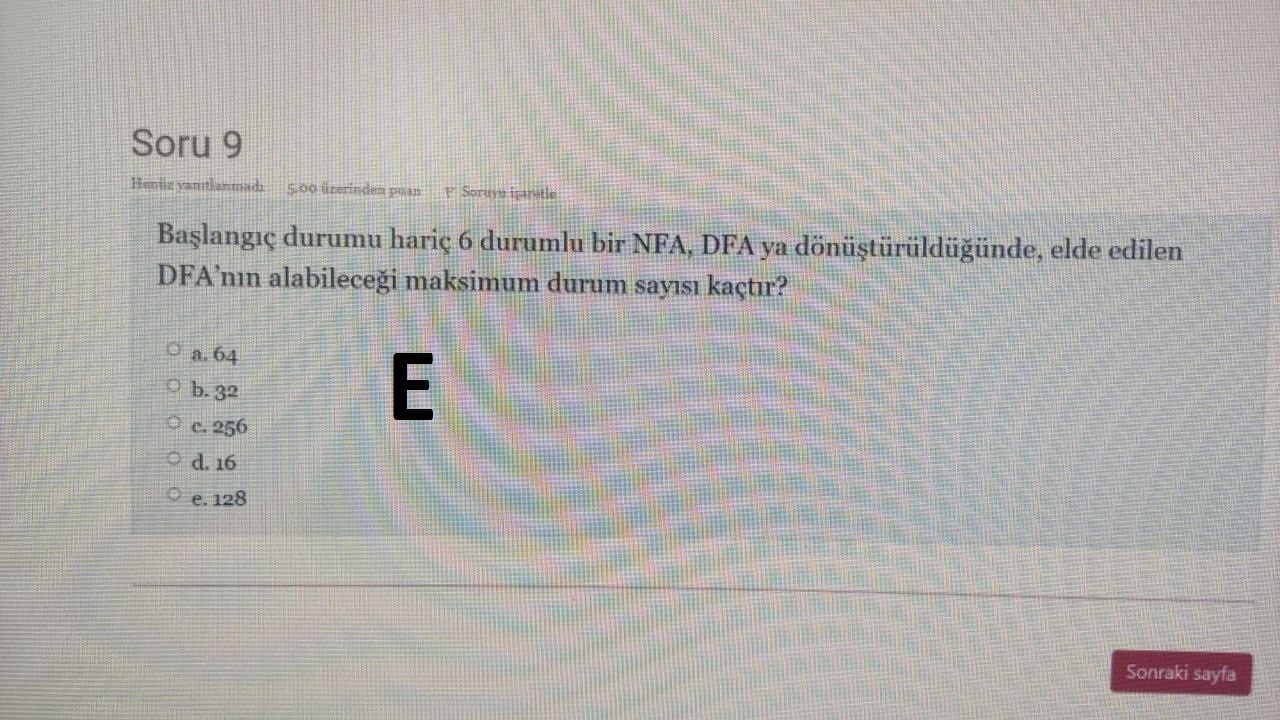 Soru 9
Henüz yanıtlanmadı 5,00 üzerinden puan Soruyu işaretle
Başlangıç durumu hariç 6 durumlu bir NFA, DFA ya dönüştürüldüğünde, elde edilen
DFA’nın alabileceği maksimum durum sayısı kaçtır?
a. 64
b. 32
E
c. 256
d. 16
e. 128
Sonraki sayfa